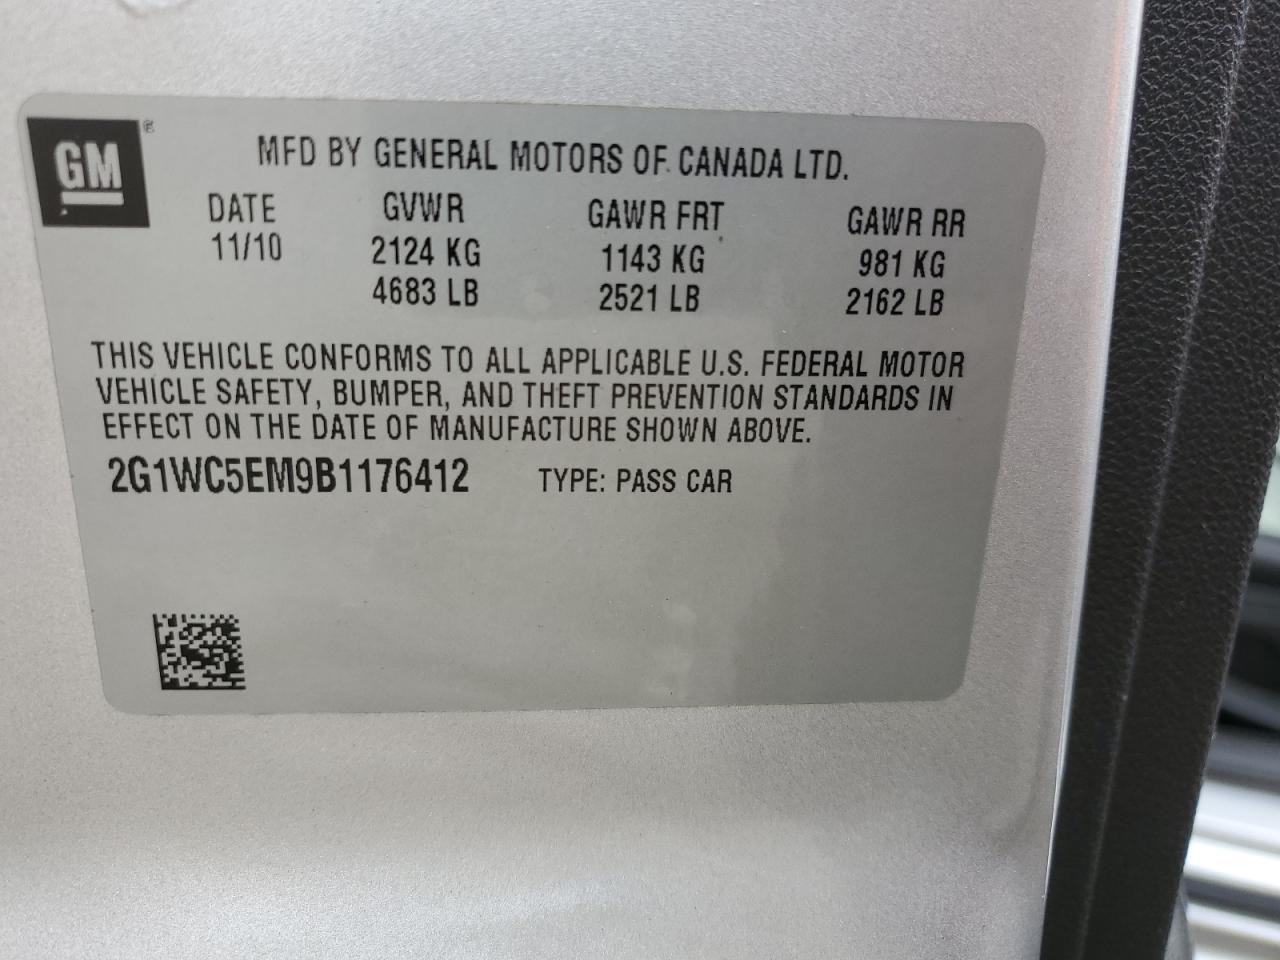 GM ®
MFD BY GENERAL MOTORS OF CANADA LTD.
DATE GVWR GAWR FRT GAWR RR
11/10 2124 KG 1143 KG 981 KG
4683 LB 2521 LB 2162 LB
THIS VEHICLE CONFORMS TO ALL APPLICABLE U.S. FEDERAL MOTOR
VEHICLE SAFETY, BUMPER, AND THEFT PREVENTION STANDARDS IN
EFFECT ON THE DATE OF MANUFACTURE SHOWN ABOVE.
2G1WC5EM9B1176412 TYPE: PASS CAR